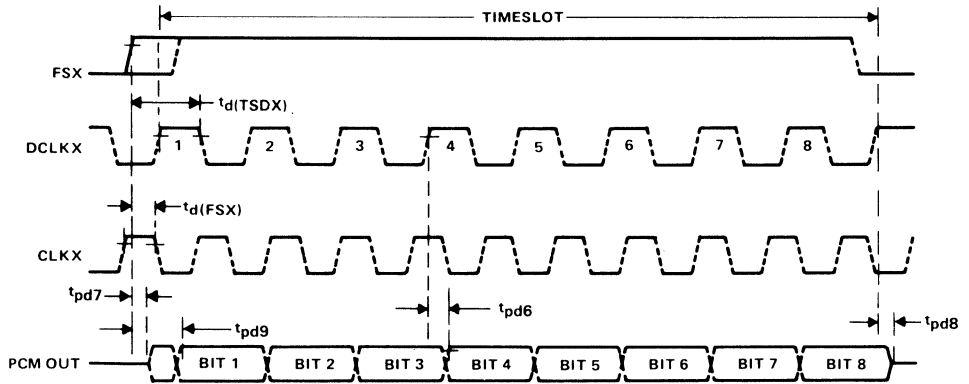 TIMESLOT
FSX
td(TSDX)
DCLKX
1 2 3 4 5 6 7 8
td(FSX)
CLKX
tpd7
tpd9
tpd6
tpd8
PCM OUT
BIT 1 BIT 2 BIT 3 BIT 4 BIT 5 BIT 6 BIT 7 BIT 8